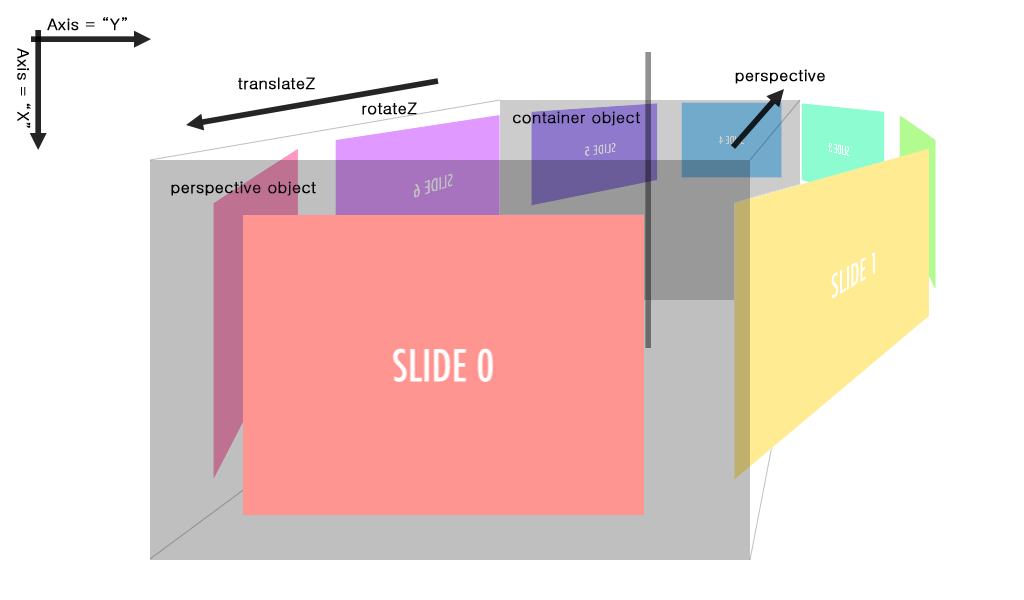 Axis = “Y”
Axis = “X”
translateZ
rotateZ
perspective
container object
perspective object
SLIDE 6
SLIDE 5
SLIDE 4
SLIDE 3
SLIDE 1
SLIDE 0